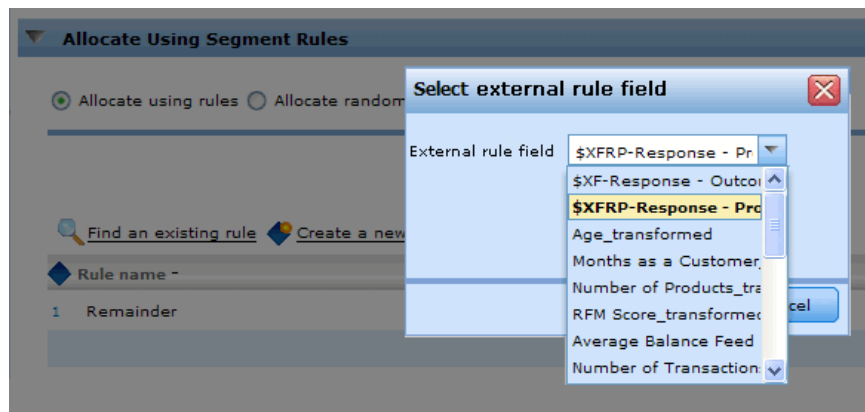 Allocate Using Segment Rules
Select external rule field
Allocate using rules Allocate random
External rule field $XFRP-Response - Pr
$XF-Response - Outco
$XFRP-Response - Pro
Age_transformed
Months as a Customer_
Number of Products_tra
RFM Score_transformed
Average Balance Feed
Number of Transaction
Find an existing rule Create a new
Rule name -
1 Remainder
cel